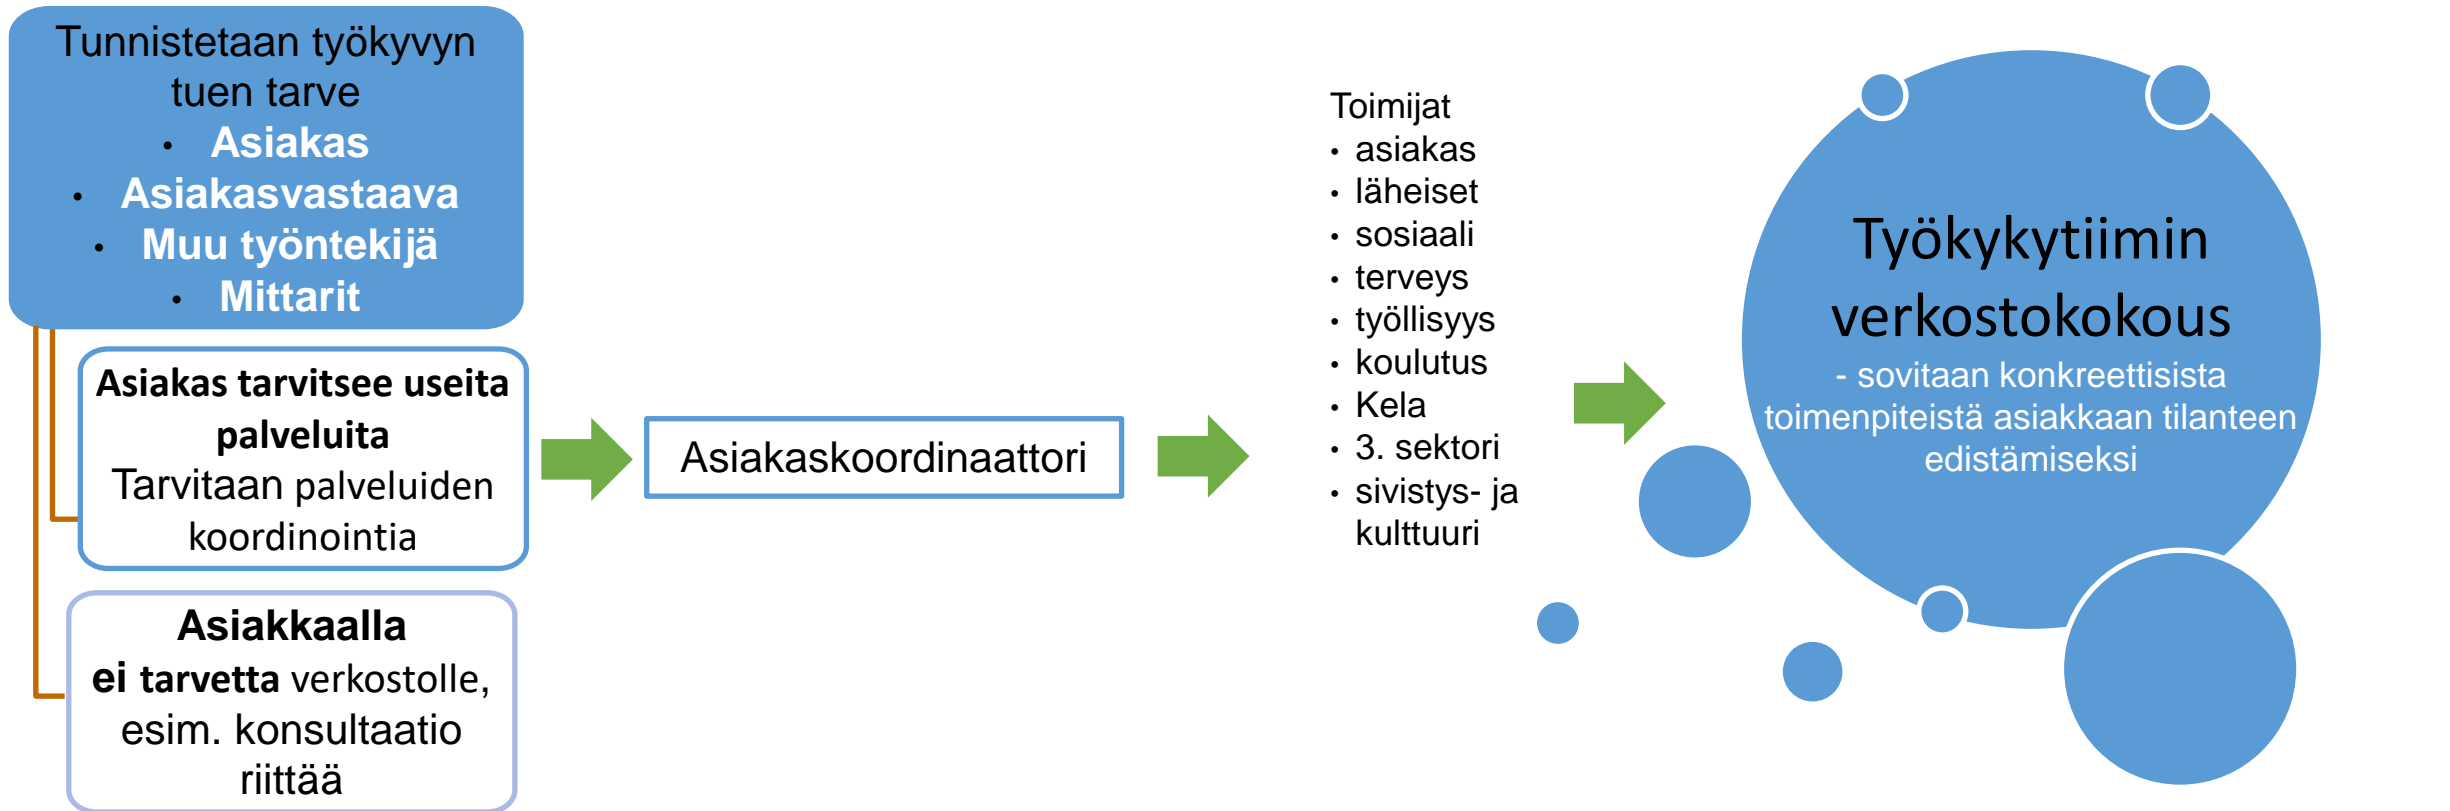 Tunnistetaan työkyvyn
tuen tarve
• Asiakas
• Asiakasvastaava
• Muu työntekijä
• Mittarit
Asiakas tarvitsee useita
palveluita
Tarvitaan palveluiden
koordinointia
Asiakkaalla
ei tarvetta verkostolle,
esim. konsultaatio
riittää
Asiakaskoordinaattori
Toimijat
• asiakas
• läheiset
• sosiaali
• terveys
• työllisyys
• koulutus
• Kela
• 3. sektori
• sivistys- ja
kulttuuri
Työkykytiimin
verkostokokous
- sovitaan konkreettisista
toimenpiteistä asiakkaan tilanteen
edistämiseksi